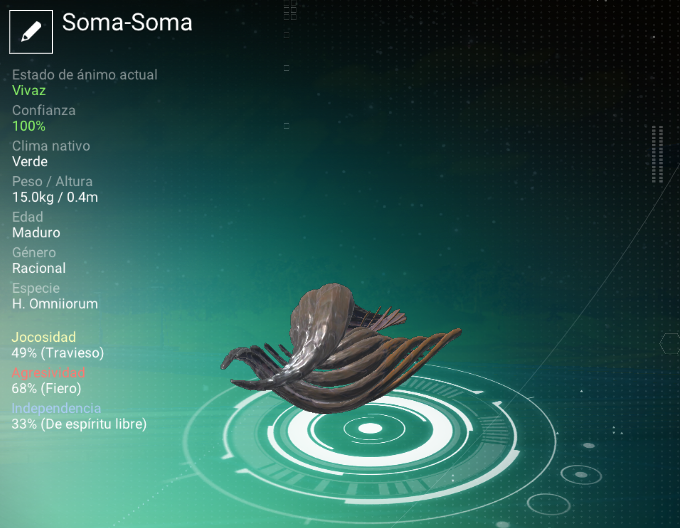 Soma-Soma
Estado de ánimo actual
Vivaz
Confianza
100%
Clima nativo
Verde
Peso / Altura
15.0kg / 0.4m
Edad
Maduro
Género
Racional
Especie
H. Omniiorum
Jocosidad
49% (Travieso)
Agresividad
68% (Fiero)
Independencia
33% (De espíritu libre)